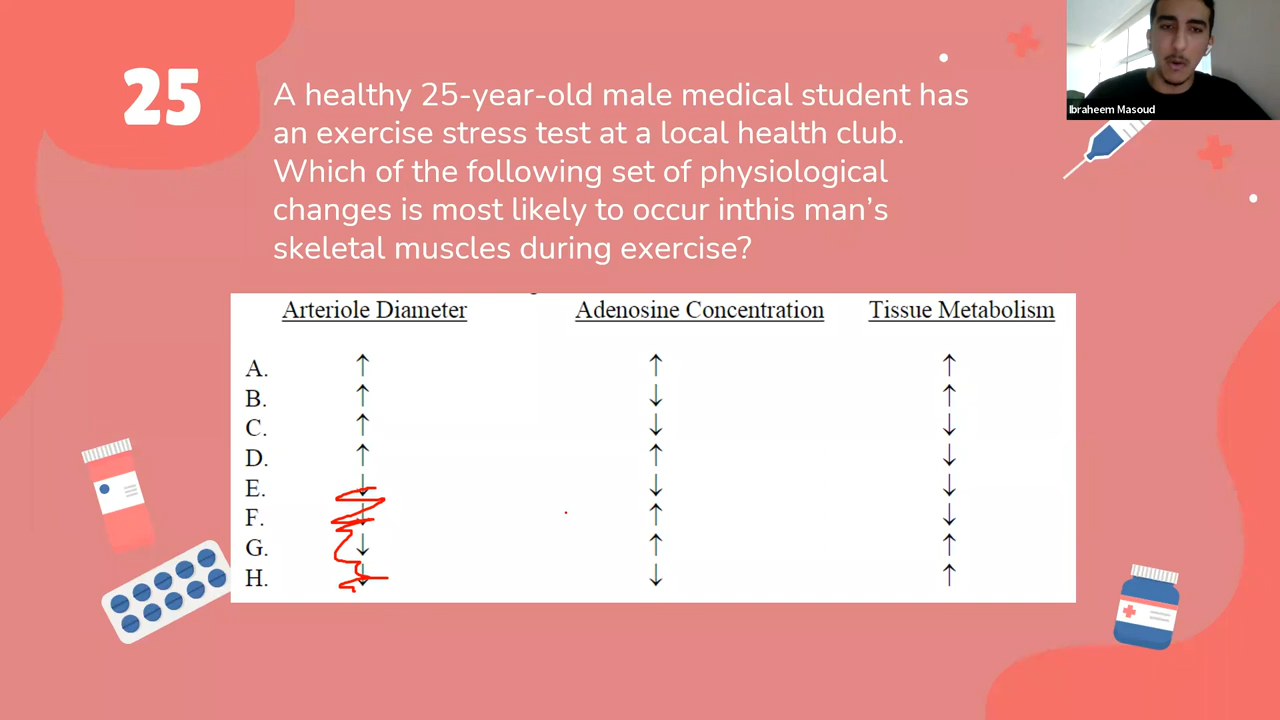 25
A healthy 25-year-old male medical student has
an exercise stress test at a local health club.
Which of the following set of physiological
changes is most likely to occur inthis man's
skeletal muscles during exercise?
Ibraheem Masoud
Arteriole Diameter Adenosine Concentration Tissue Metabolism
A. ↑ ↑ ↑
B. ↑ ↓ ↑
C. ↑ ↓ ↓
D. ↑ ↑ ↓
E. ↓ ↓ ↓
F. ↓ ↑ ↓
G. ↓ ↑ ↑
H. ↓ ↓ ↑